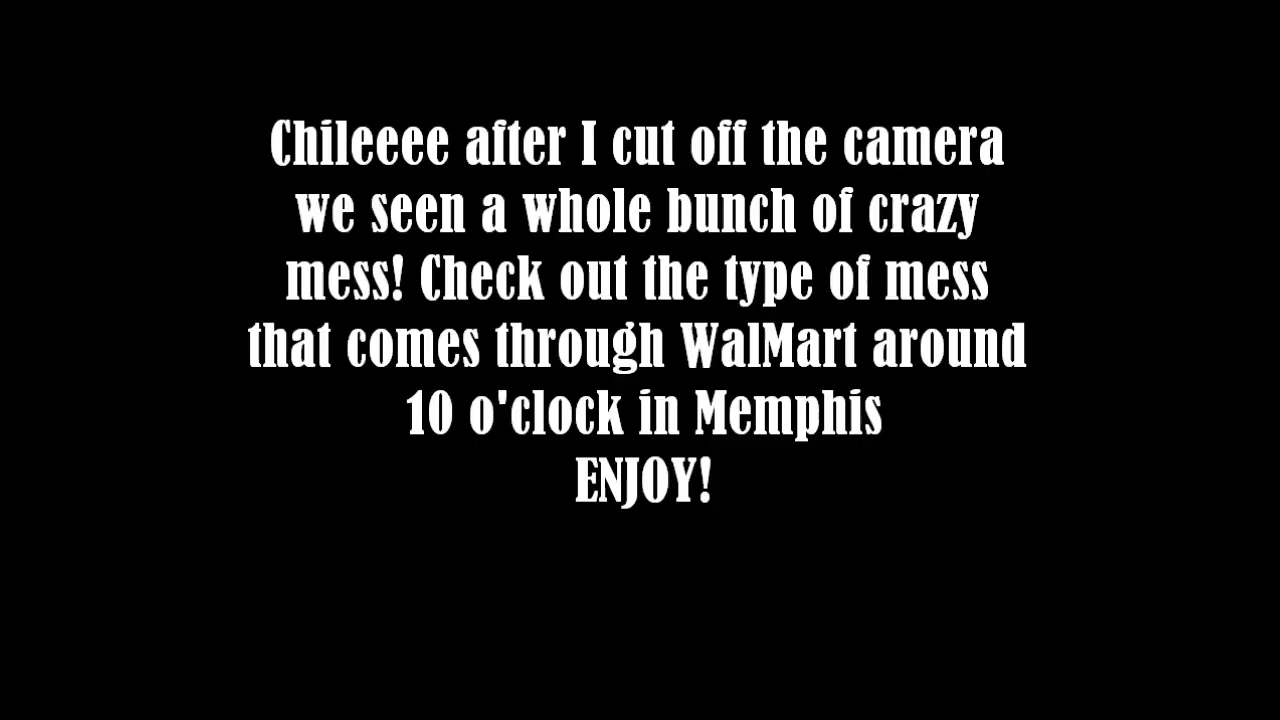 Chileeee after I cut off the camera
we seen a whole bunch of crazy
mess! Check out the type of mess
that comes through WalMart around
10 o'clock in Memphis
ENJOY!